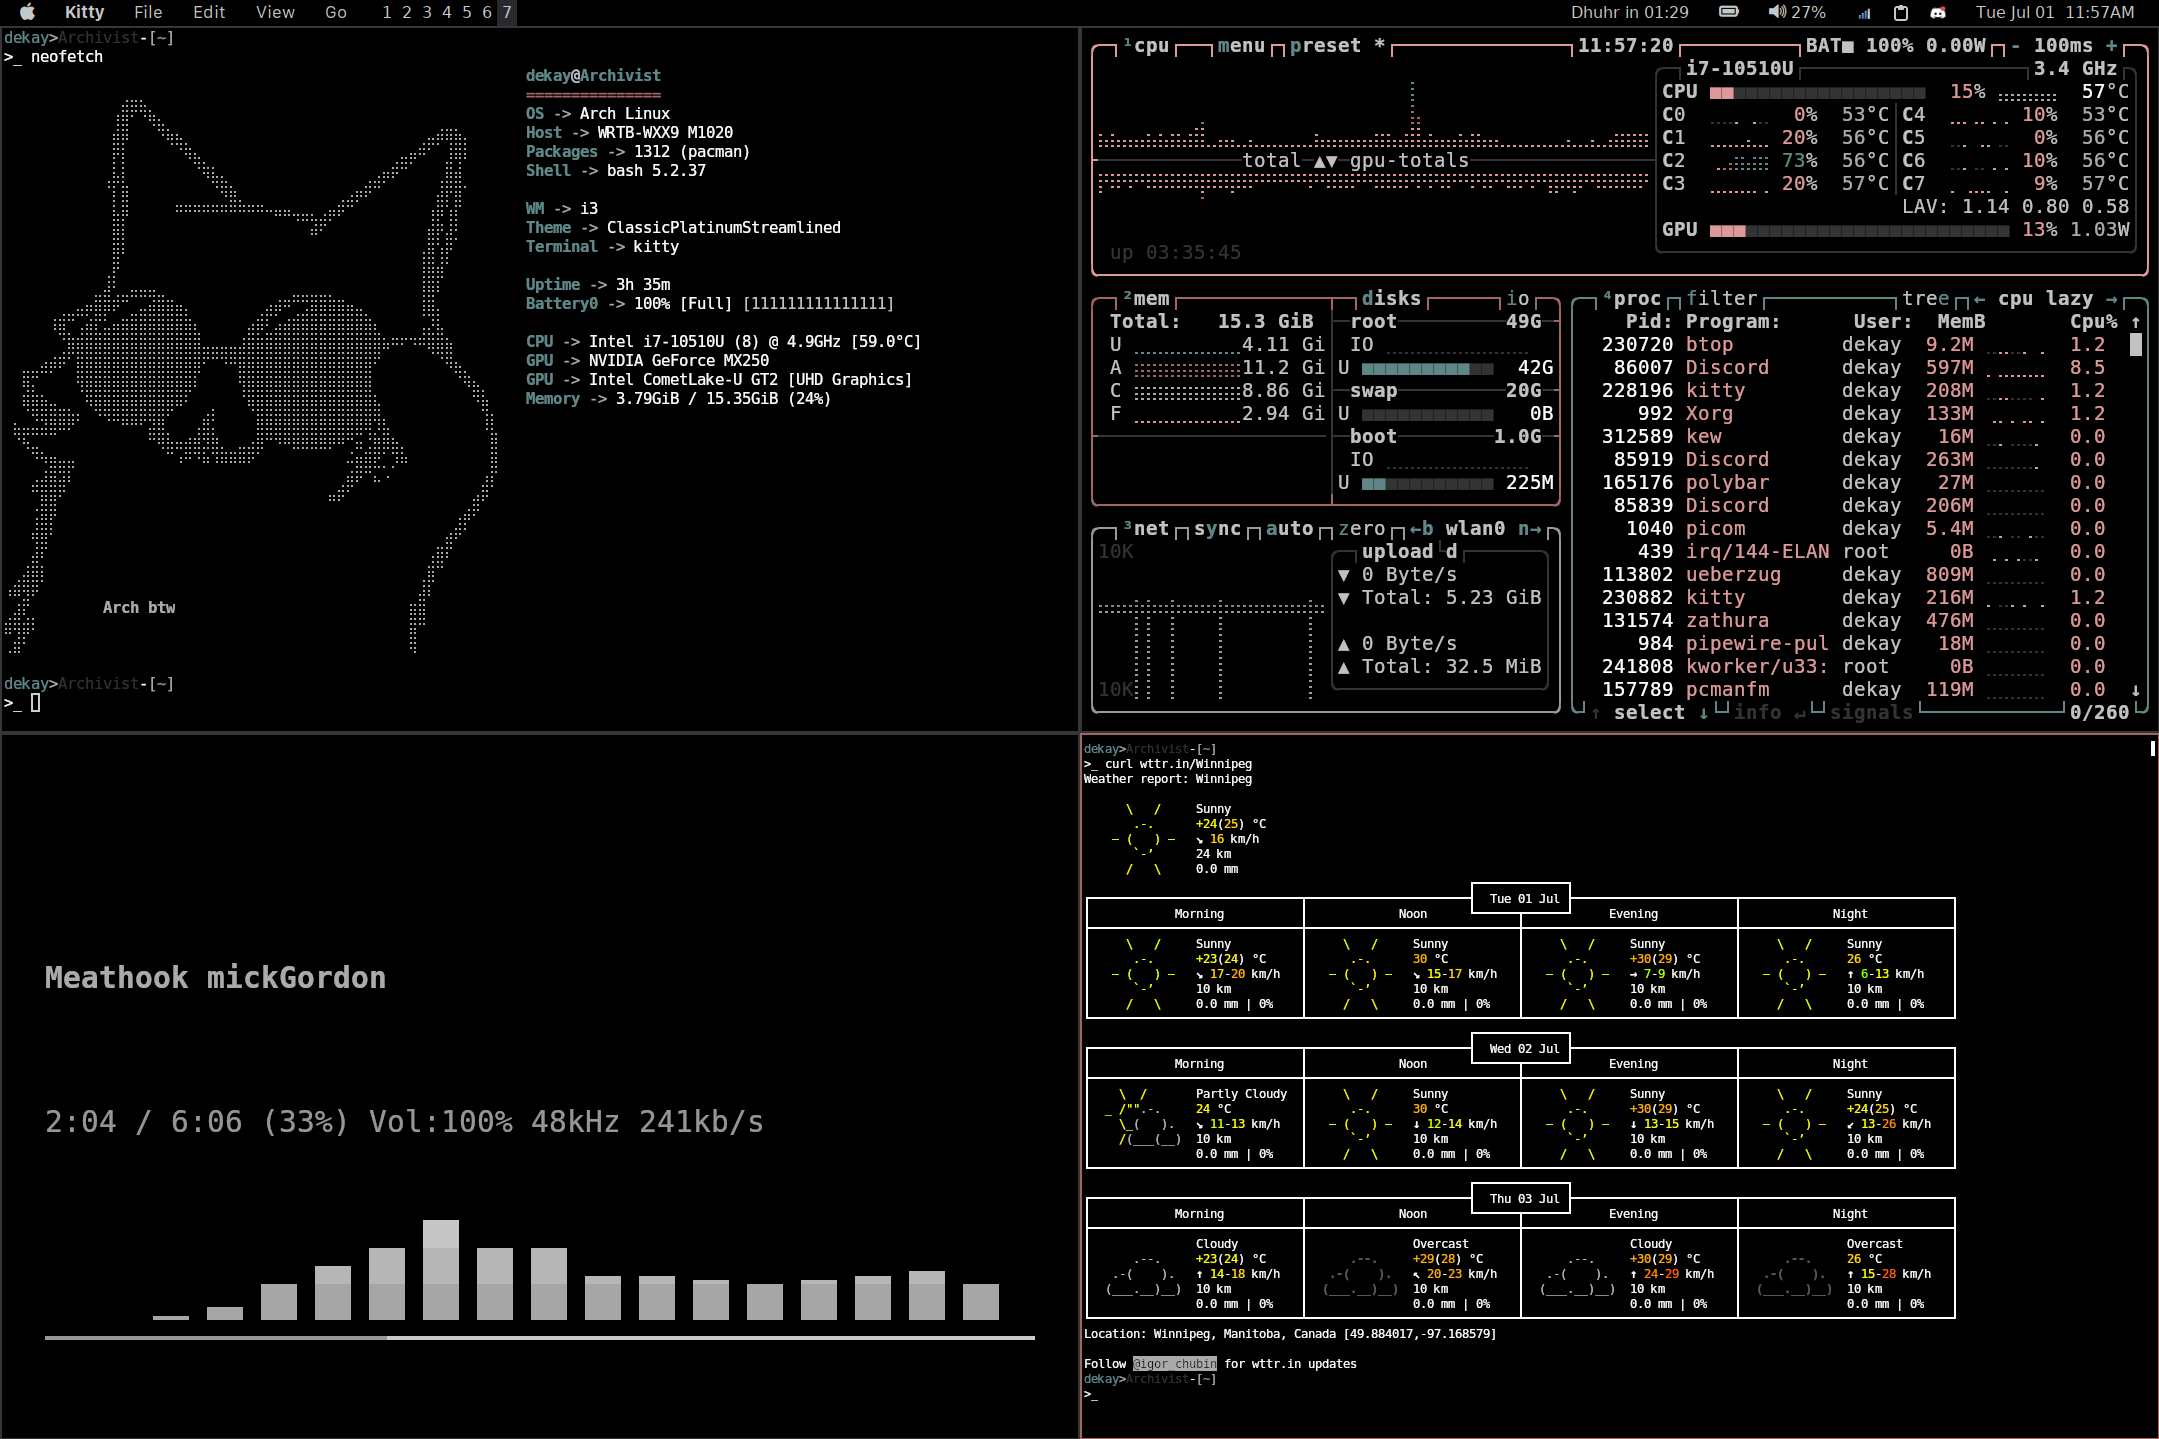 Kitty File Edit View Go 1 2 3 4 5 6 7
Dhuhr in 01:29 27% Tue Jul 01 11:57AM
dekay>Archivist-[~]
>_ neofetch
dekay@Archivist
===============
OS -> Arch Linux
Host -> WRTB-WXX9 M1020
Packages -> 1312 (pacman)
Shell -> bash 5.2.37
WM -> i3
Theme -> ClassicPlatinumStreamlined
Terminal -> kitty
Uptime -> 3h 35m
Battery0 -> 100% [Full] [111111111111111]
CPU -> Intel i7-10510U (8) @ 4.9GHz [59.0°C]
GPU -> NVIDIA GeForce MX250
GPU -> Intel CometLake-U GT2 [UHD Graphics]
Memory -> 3.79GiB / 15.35GiB (24%)
Arch btw
dekay>Archivist-[~]
>_
¹cpu menu preset * 11:57:20 BAT■ 100% 0.00W - 100ms +
i7-10510U 3.4 GHz
CPU 15% 57°C
C0 0% 53°C C4 10% 53°C
C1 20% 56°C C5 0% 56°C
C2 73% 56°C C6 10% 56°C
C3 20% 57°C C7 9% 57°C
LAV: 1.14 0.80 0.58
GPU 13% 1.03W
total ▲▼ gpu-totals
up 03:35:45
²mem disks io
Total: 15.3 GiB
U 4.11 Gi
A 11.2 Gi
C 8.86 Gi
F 2.94 Gi
root 49G
IO
U 42G
swap 20G
U 0B
boot 1.0G
IO
U 225M
³net sync auto zero ←b wlan0 n→
10K
upload d
▼ 0 Byte/s
▼ Total: 5.23 GiB
▲ 0 Byte/s
▲ Total: 32.5 MiB
10K
⁴proc filter tree ← cpu lazy →
Pid: Program: User: MemB Cpu% ↑
230720 btop dekay 9.2M 1.2
86007 Discord dekay 597M 8.5
228196 kitty dekay 208M 1.2
992 Xorg dekay 133M 1.2
312589 kew dekay 16M 0.0
85919 Discord dekay 263M 0.0
165176 polybar dekay 27M 0.0
85839 Discord dekay 206M 0.0
1040 picom dekay 5.4M 0.0
439 irq/144-ELAN root 0B 0.0
113802 ueberzug dekay 809M 0.0
230882 kitty dekay 216M 1.2
131574 zathura dekay 476M 0.0
984 pipewire-pul dekay 18M 0.0
241808 kworker/u33: root 0B 0.0
157789 pcmanfm dekay 119M 0.0 ↓
↑ select ↓ info ↵ signals 0/260
Meathook mickGordon
2:04 / 6:06 (33%) Vol:100% 48kHz 241kb/s
dekay>Archivist-[~]
>_ curl wttr.in/Winnipeg
Weather report: Winnipeg
Sunny
+24(25) °C
↘ 16 km/h
24 km
0.0 mm
Tue 01 Jul
Morning Noon Evening Night
Sunny Sunny Sunny Sunny
+23(24) °C 30 °C +30(29) °C 26 °C
↘ 17-20 km/h ↘ 15-17 km/h → 7-9 km/h ↑ 6-13 km/h
10 km 10 km 10 km 10 km
0.0 mm | 0% 0.0 mm | 0% 0.0 mm | 0% 0.0 mm | 0%
Wed 02 Jul
Morning Noon Evening Night
Partly Cloudy Sunny Sunny Sunny
24 °C 30 °C +30(29) °C +24(25) °C
↘ 11-13 km/h ↓ 12-14 km/h ↓ 13-15 km/h ↙ 13-26 km/h
10 km 10 km 10 km 10 km
0.0 mm | 0% 0.0 mm | 0% 0.0 mm | 0% 0.0 mm | 0%
Thu 03 Jul
Morning Noon Evening Night
Cloudy Overcast Cloudy Overcast
+23(24) °C +29(28) °C +30(29) °C 26 °C
↑ 14-18 km/h ↖ 20-23 km/h ↑ 24-29 km/h ↑ 15-28 km/h
10 km 10 km 10 km 10 km
0.0 mm | 0% 0.0 mm | 0% 0.0 mm | 0% 0.0 mm | 0%
Location: Winnipeg, Manitoba, Canada [49.884017,-97.168579]
Follow @igor_chubin for wttr.in updates
dekay>Archivist-[~]
>_